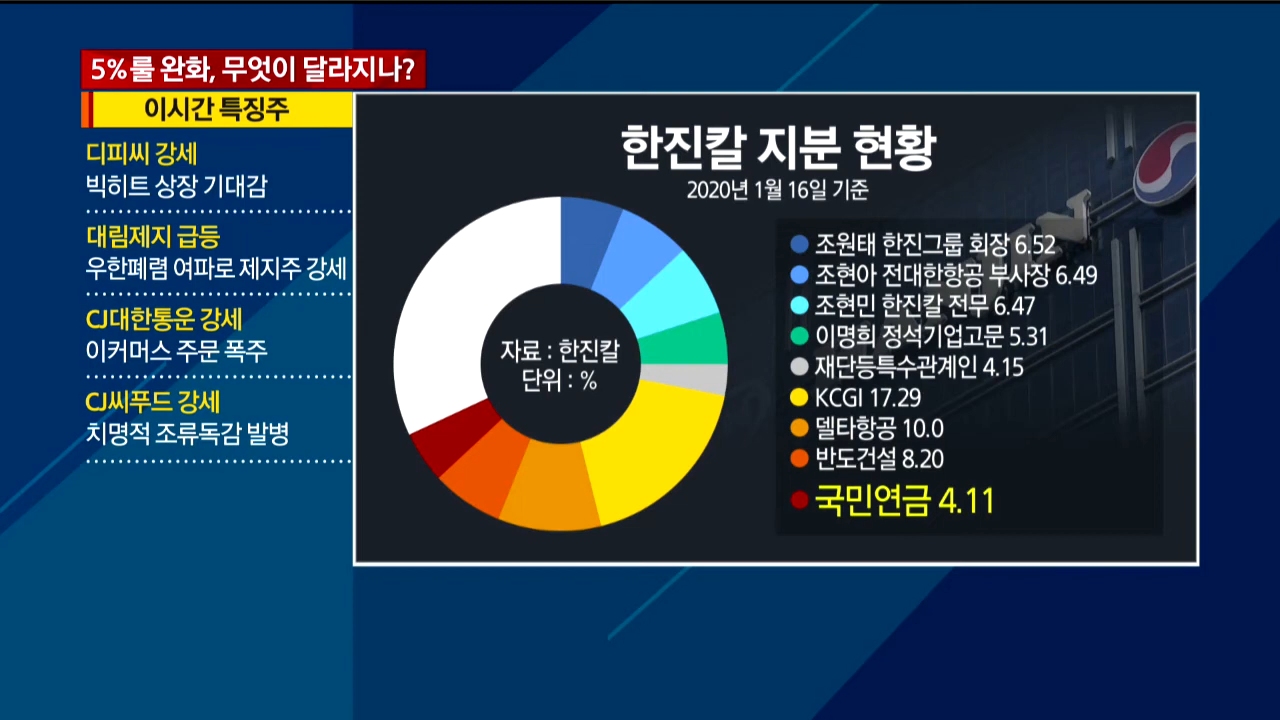 5%룰 완화, 무엇이 달라지나?
이시간 특징주
디피씨 강세
빅히트 상장 기대감
대림제지 급등
우한폐렴 여파로 제지주 강세
CJ대한통운 강세
이커머스 주문 폭주
CJ씨푸드 강세
치명적 조류독감 발병
한진칼 지분 현황
2020년 1월 16일 기준
자료 : 한진칼
단위 : %
조원태 한진그룹 회장 6.52
조현아 전대한항공 부사장 6.49
조현민 한진칼 전무 6.47
이명희 정석기업고문 5.31
재단등특수관계인 4.15
KCGI 17.29
델타항공 10.0
반도건설 8.20
국민연금 4.11